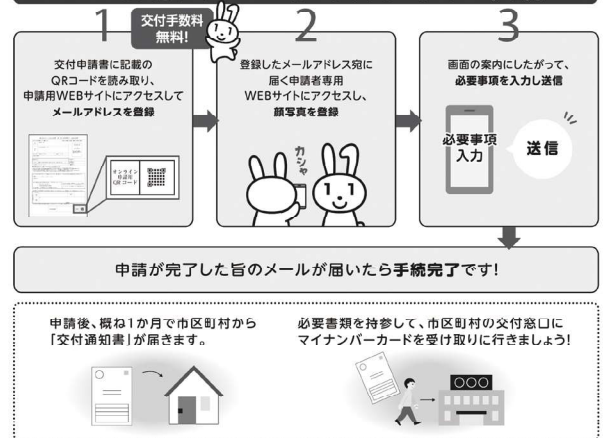 1
交付手数料
無料!
交付申請書に記載の
QRコードを読み取り、
申請用WEBサイトにアクセスして
メールアドレスを登録
オンライン
申請用
QRコード
2
登録したメールアドレス宛に
届く申請者専用
WEBサイトにアクセスし、
顔写真を登録
カシャ
3
画面の案内にしたがって、
必要事項を入力し送信
必要事項
入力
送信
申請が完了した旨のメールが届いたら手続完了です!
申請後、概ね1か月で市区町村から
「交付通知書」が届きます。
必要書類を持参して、市区町村の交付窓口に
マイナンバーカードを受け取りに行きましょう!